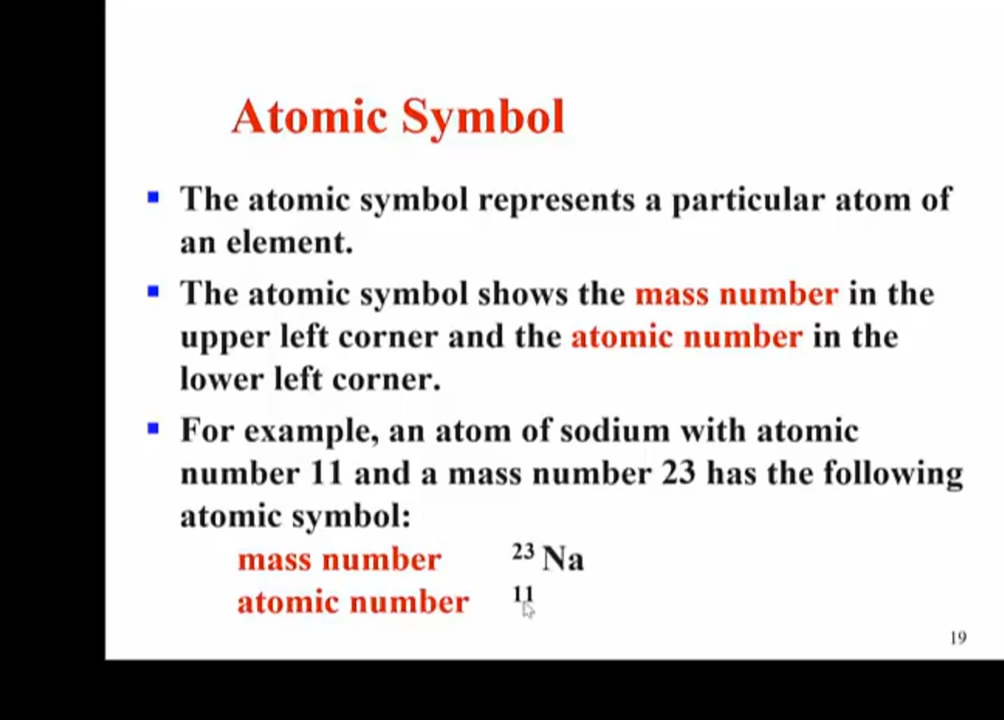 Atomic Symbol
▪ The atomic symbol represents a particular atom of
an element.
▪ The atomic symbol shows the mass number in the
upper left corner and the atomic number in the
lower left corner.
▪ For example, an atom of sodium with atomic
number 11 and a mass number 23 has the following
atomic symbol:
mass number 23 Na
atomic number 11
19